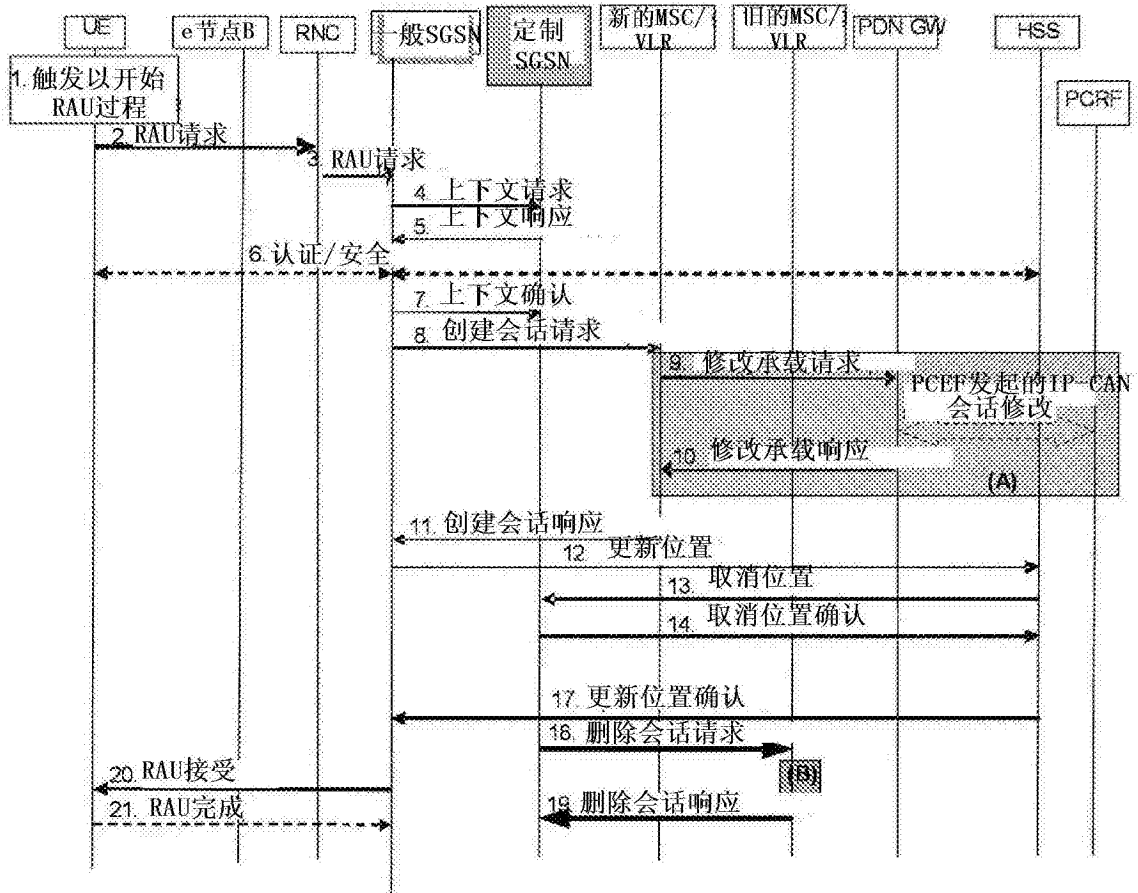 UE
e节点B
RNC
一般SGSN
定制
SGSN
新的MSC/
VLR
旧的MSC/
VLR
PDN GW
HSS
PCRF
1. 触发以开始
RAU过程
2. RAU请求
3. RAU请求
4. 上下文请求
5. 上下文响应
6. 认证/安全
7. 上下文确认
8. 创建会话请求
9. 修改承载请求
PCEF发起的IP-CAN
会话修改
10. 修改承载响应
(A)
11. 创建会话响应
12. 更新位置
13. 取消位置
14. 取消位置确认
17. 更新位置确认
18. 删除会话请求
(B)
20. RAU接受
19. 删除会话响应
21. RAU完成